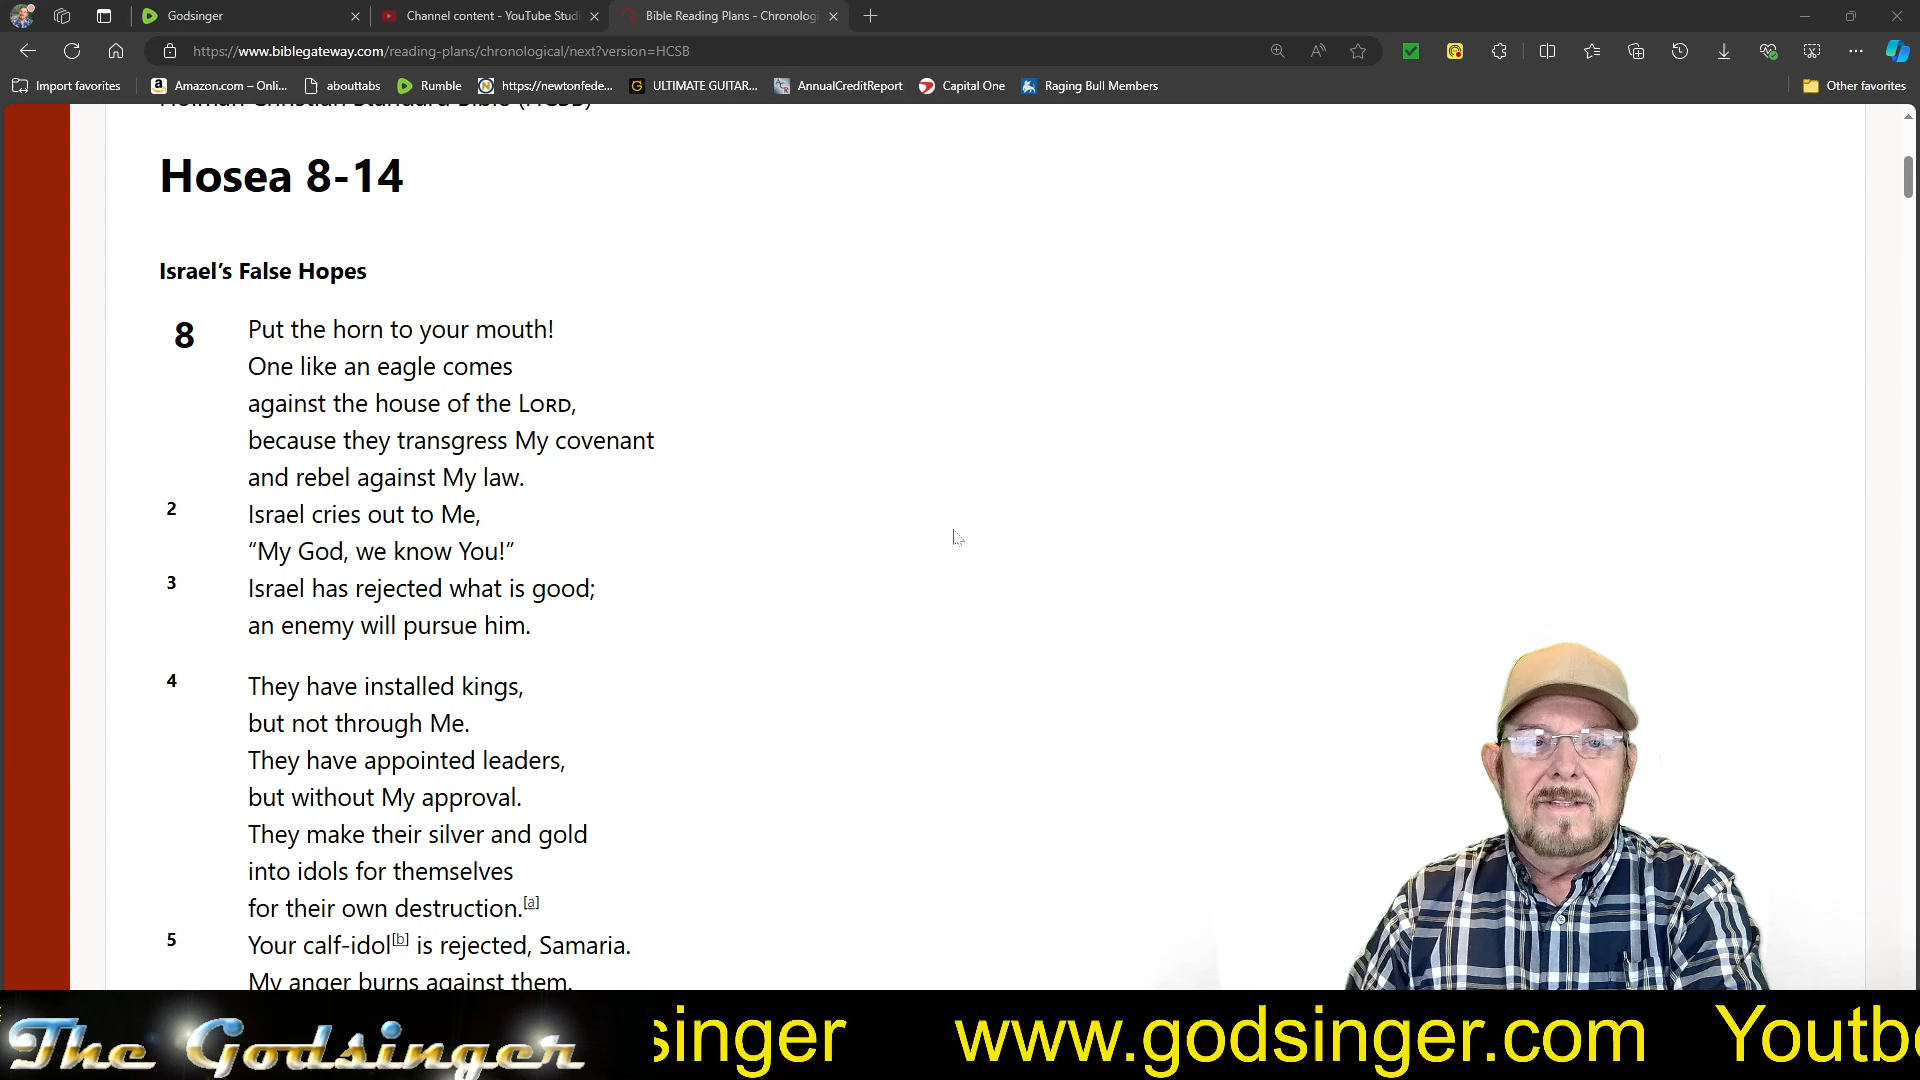 Godsinger
Channel content - YouTube Studi
Bible Reading Plans - Chronologi
https://www.biblegateway.com/reading-plans/chronological/next?version=HCSB
Import favorites
Amazon.com – Onli...
abouttabs
Rumble
https://newtonfede...
ULTIMATE GUITAR...
AnnualCreditReport
Capital One
Raging Bull Members
Other favorites
Holman Christian Standard Bible (HCSB)
Hosea 8-14
Israel's False Hopes
8 Put the horn to your mouth!
One like an eagle comes
against the house of the LORD,
because they transgress My covenant
and rebel against My law.
2 Israel cries out to Me,
“My God, we know You!”
3 Israel has rejected what is good;
an enemy will pursue him.
4 They have installed kings,
but not through Me.
They have appointed leaders,
but without My approval.
They make their silver and gold
into idols for themselves
for their own destruction.[a]
5 Your calf-idol[b] is rejected, Samaria.
My anger burns against them.
The Godsinger
singer www.godsinger.com Youtb